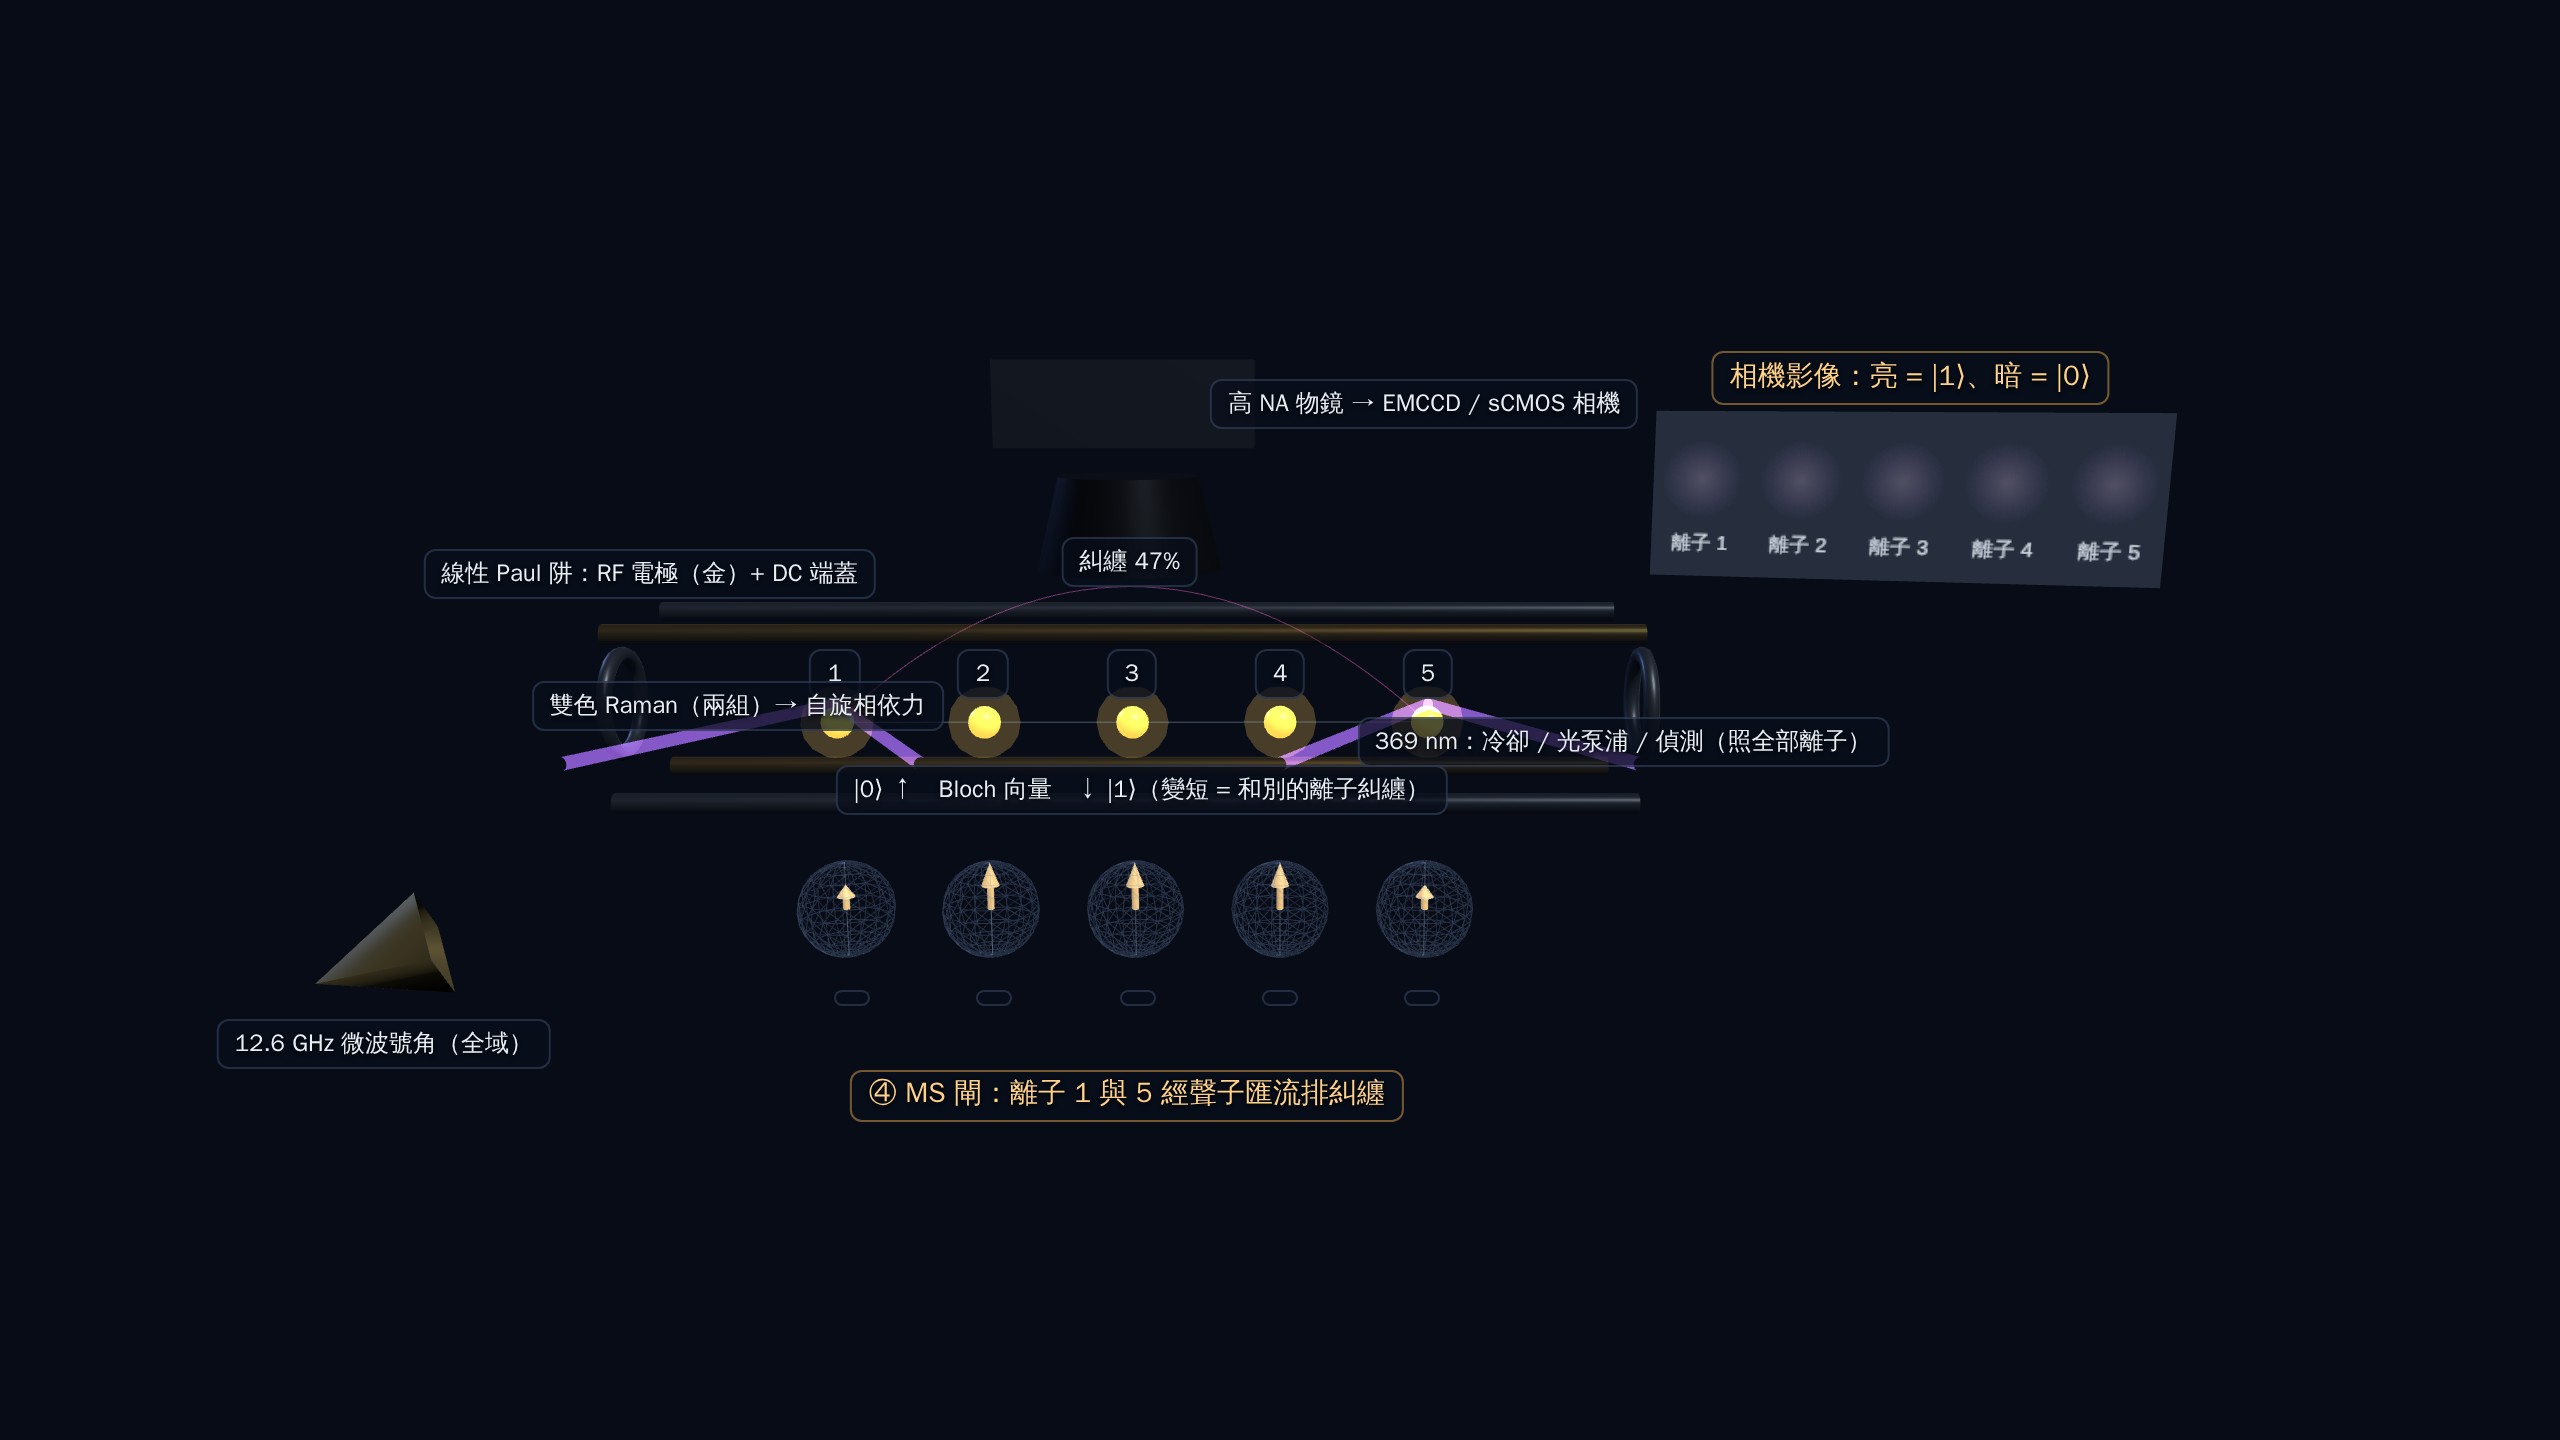 相機影像：亮 = |1⟩、暗 = |0⟩
高 NA 物鏡 → EMCCD / sCMOS 相機
離子 1
離子 2
離子 3
離子 4
離子 5
線性 Paul 阱：RF 電極（金）+ DC 端蓋
糾纏 47%
1
2
3
4
5
雙色 Raman（兩組）→ 自旋相依力
369 nm：冷卻 / 光泵浦 / 偵測（照全部離子）
|0⟩ ↑ Bloch 向量 ↓ |1⟩（變短 = 和別的離子糾纏）
12.6 GHz 微波號角（全域）
④ MS 閘：離子 1 與 5 經聲子匯流排糾纏